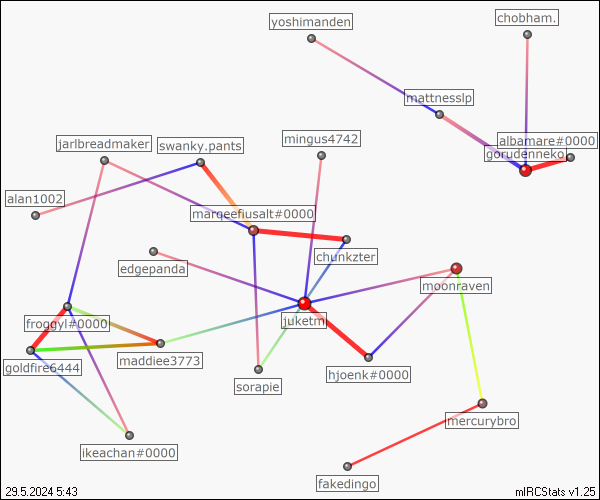 yoshimanden
chobham.
mattnesslp
albamare#0000
gorudenneko
jarlbreadmaker
swanky.pants
mingus4742
alan1002
marqeefiusalt#0000
chunkzter
edgepanda
moonraven
juketm
froggyl#0000
maddiee3773
goldfire6444
hjoenk#0000
sorapie
mercurybro
ikeachan#0000
fakedingo
29.5.2024 5:43
mIRCStats v1.25